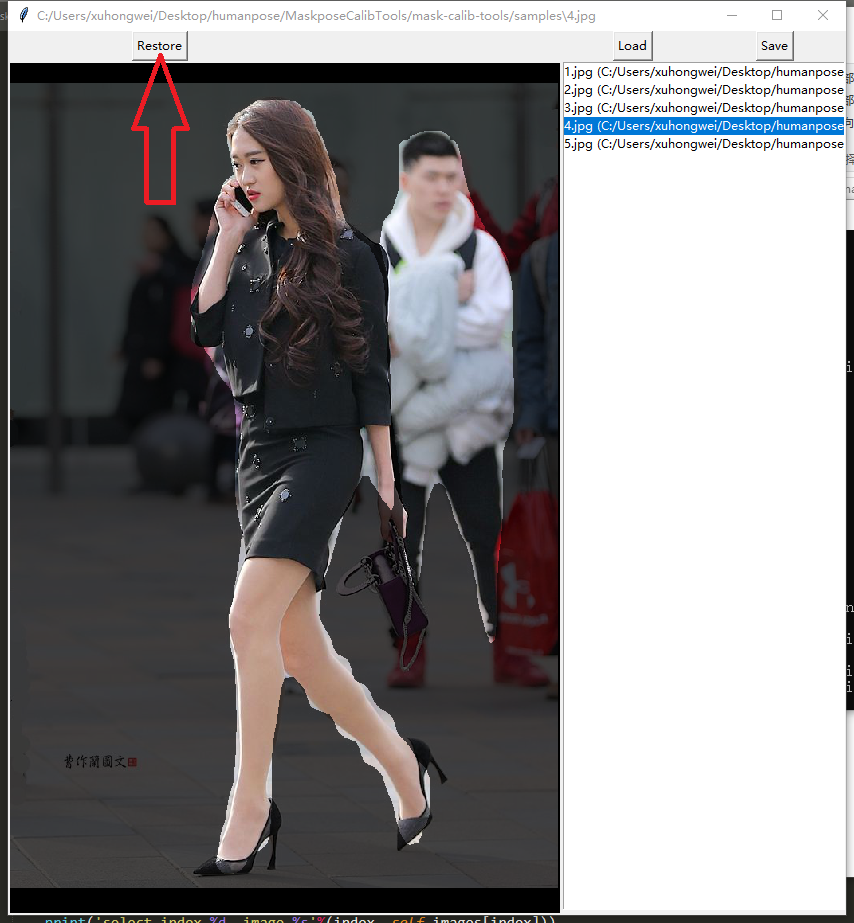 C:/Users/xuhongwei/Desktop/humanpose/MaskposeCalibTools/mask-calib-tools/samples\4.jpg
Restore
Load
Save
1.jpg (C:/Users/xuhongwei/Desktop/humanpose
2.jpg (C:/Users/xuhongwei/Desktop/humanpose
3.jpg (C:/Users/xuhongwei/Desktop/humanpose
4.jpg (C:/Users/xuhongwei/Desktop/humanpose
5.jpg (C:/Users/xuhongwei/Desktop/humanpose
print('select index %d, image %s'%(index, self.images[index]))